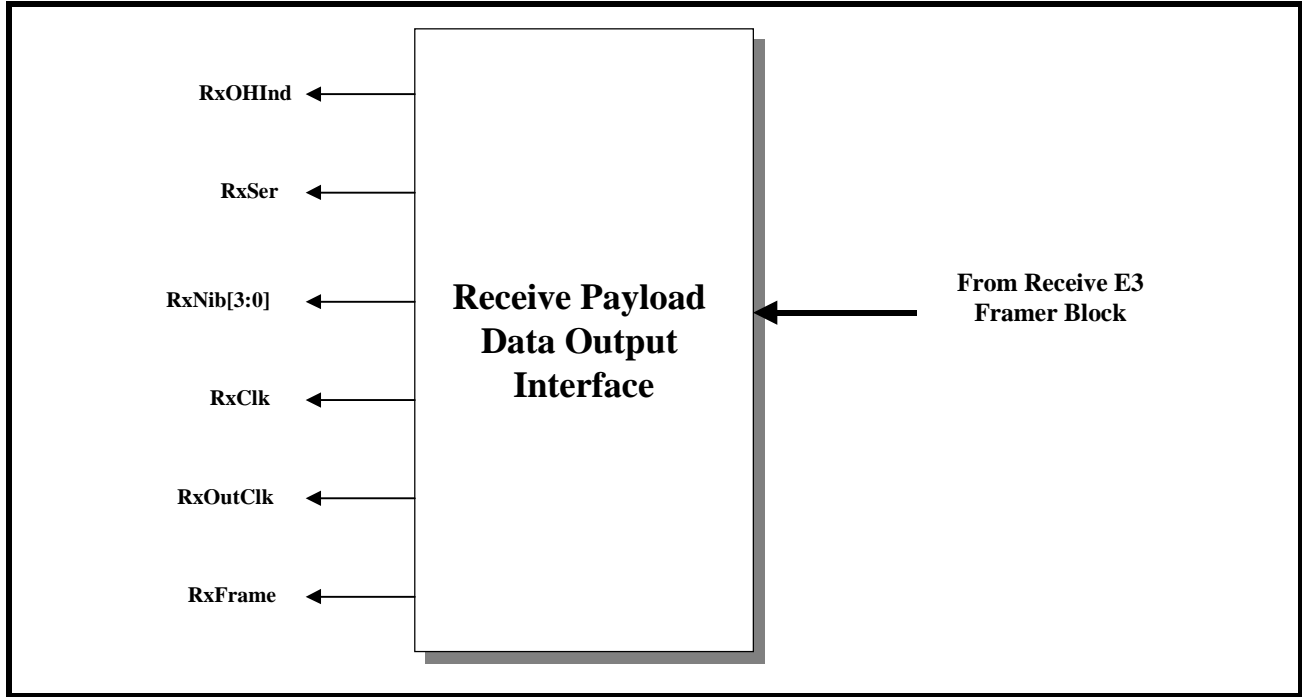 RxOHInd
RxSer
RxNib[3:0]
RxClk
RxOutClk
RxFrame
Receive Payload
Data Output
Interface
From Receive E3
Framer Block